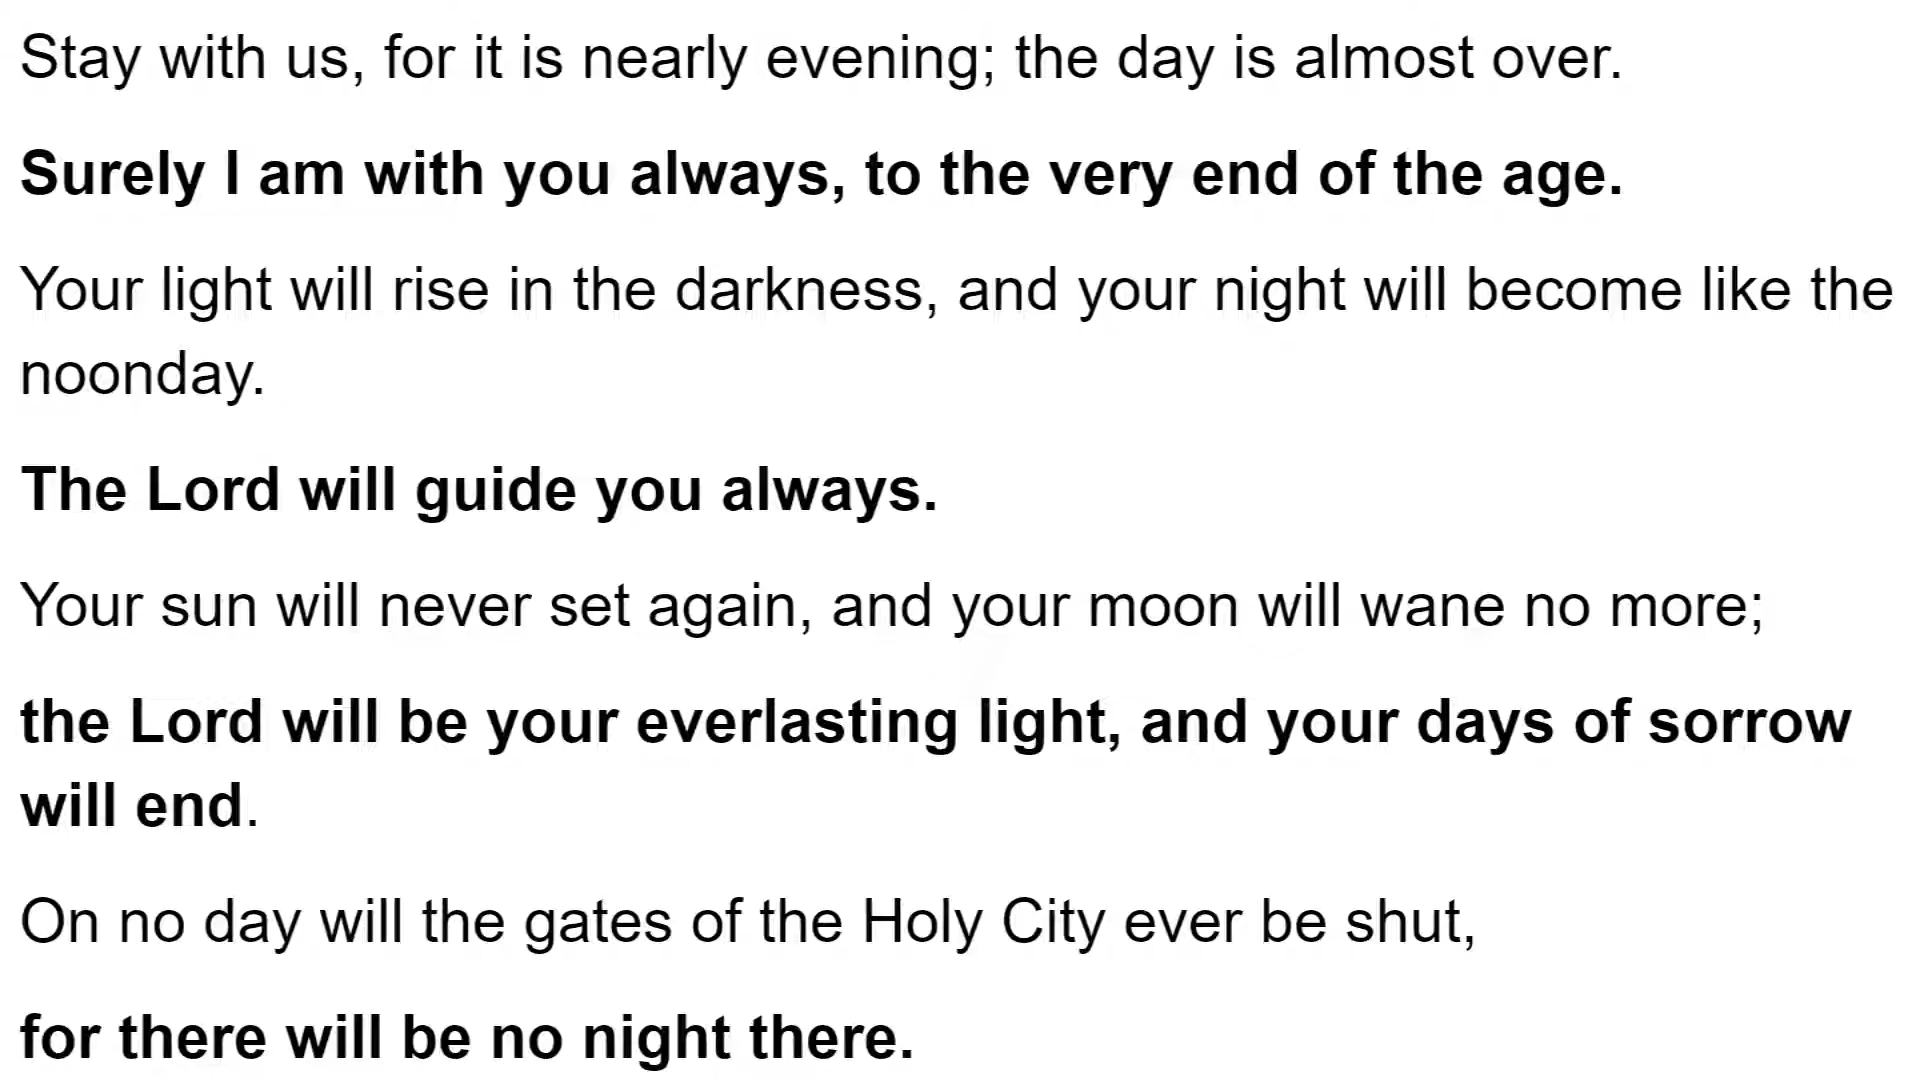 Stay with us, for it is nearly evening; the day is almost over.
Surely I am with you always, to the very end of the age.
Your light will rise in the darkness, and your night will become like the
noonday.
The Lord will guide you always.
Your sun will never set again, and your moon will wane no more;
the Lord will be your everlasting light, and your days of sorrow
will end.
On no day will the gates of the Holy City ever be shut,
for there will be no night there.